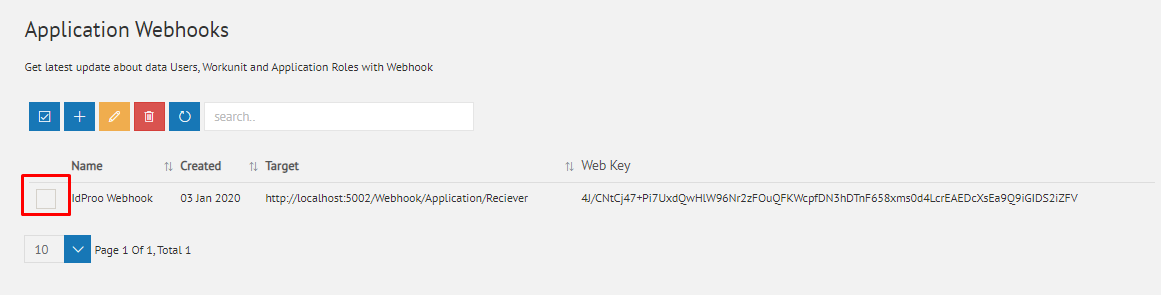 Application Webhooks
Get latest update about data Users, Workunit and Application Roles with Webhook
search..
Name Created Target Web Key
IdProo Webhook 03 Jan 2020 http://localhost:5002/Webhook/Application/Reciever 4J/CNtCj47+Pi7UxdQwHlW96Nr2zFOuQFKWcpfDN3hDTnF658xms0d4LcrEAEDcXsEa9Q9iGIDS2iZFV
10 Page 1 Of 1, Total 1